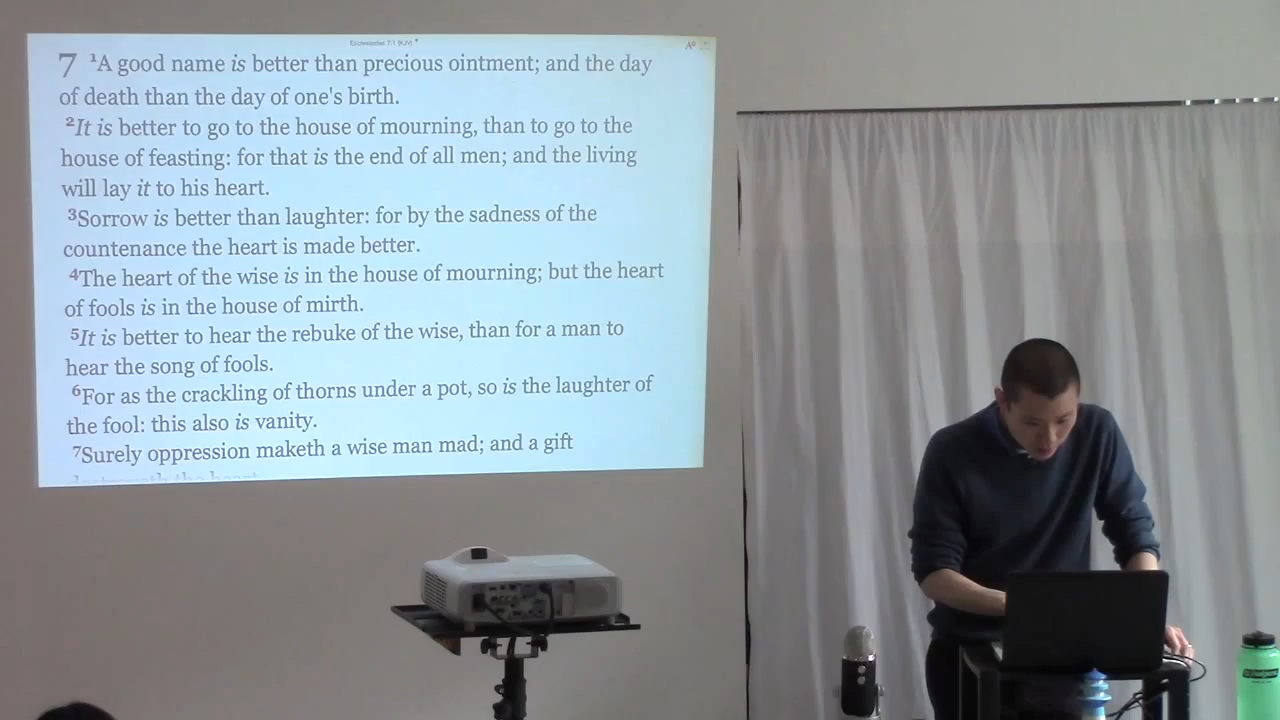 Ecclesiastes 7:1 (KJV)
7 1A good name is better than precious ointment; and the day
of death than the day of one's birth.
2It is better to go to the house of mourning, than to go to the
house of feasting: for that is the end of all men; and the living
will lay it to his heart.
3Sorrow is better than laughter: for by the sadness of the
countenance the heart is made better.
4The heart of the wise is in the house of mourning; but the heart
of fools is in the house of mirth.
5It is better to hear the rebuke of the wise, than for a man to
hear the song of fools.
6For as the crackling of thorns under a pot, so is the laughter of
the fool: this also is vanity.
7Surely oppression maketh a wise man mad; and a gift